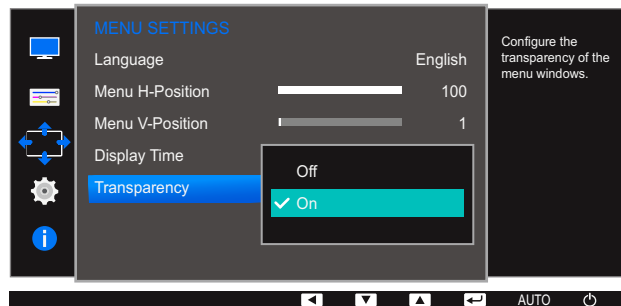 MENU SETTINGS
Language English
Menu H-Position 100
Menu V-Position 1
Display Time
Transparency
Off
On
Configure the
transparency of the
menu windows.
i
AUTO